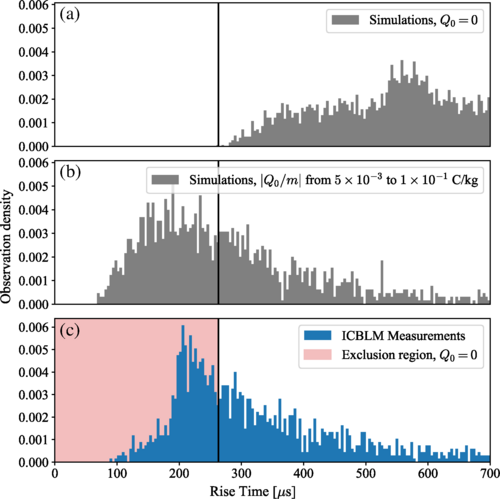 0.006
(a)
Simulations, Q₀ = 0
0.005
0.004
0.003
0.002
0.001
0.000
0.006
(b)
Simulations, |Q₀/m| from 5 × 10⁻³ to 1 × 10⁻¹ C/kg
0.005
0.004
0.003
0.002
0.001
0.000
Observation density
(c)
0.006
ICBLM Measurements
0.005
Exclusion region, Q₀ = 0
0.004
0.003
0.002
0.001
0.000
0 100 200 300 400 500 600 700
Rise Time [μs]